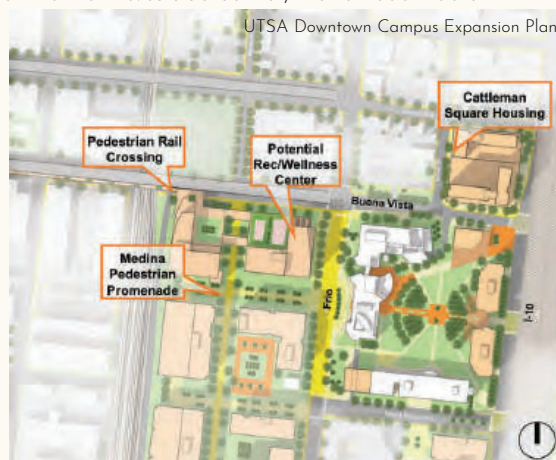 UTSA Downtown Campus Expansion Plan
Cattleman
Square Housing
Pedestrian Rail
Crossing
Potential
Rec/Wellness
Center
Buena Vista
Medina
Pedestrian
Promenade
Frio
I-10